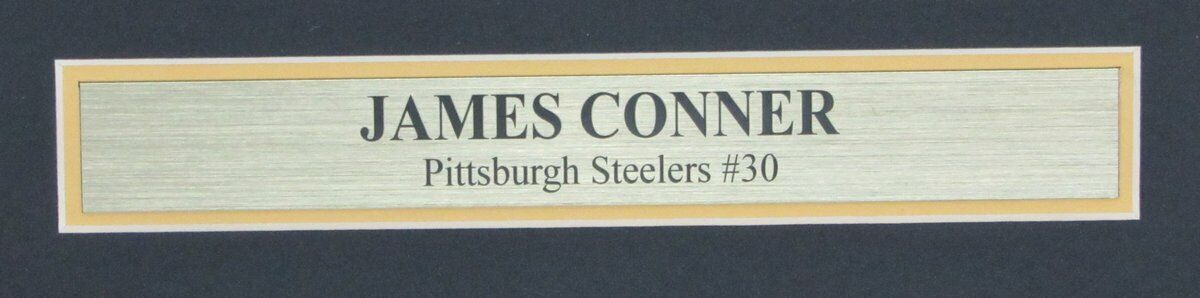 JAMES CONNER
Pittsburgh Steelers #30